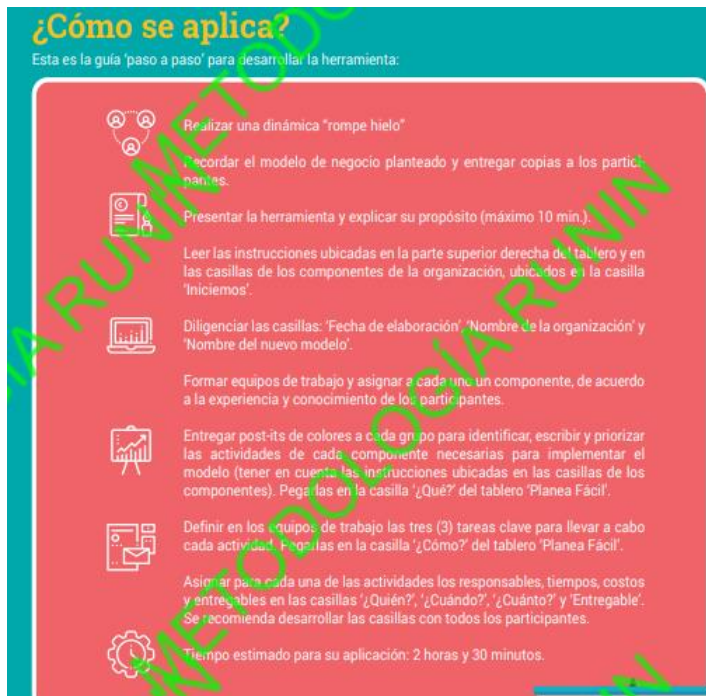 ¿Cómo se aplica?
Esta es la guía 'paso a paso' para desarrollar la herramienta:
Realizar una dinámica "rompe hielo"
Recordar el modelo de negocio planteado y entregar copias a los partici-
pantes.
Presentar la herramienta y explicar su propósito (máximo 10 min.).
Leer las instrucciones ubicadas en la parte superior derecha del tablero y en
las casillas de los componentes de la organización, ubicados en la casilla
'Iniciemos'.
Diligenciar las casillas: 'Fecha de elaboración', 'Nombre de la organización' y
'Nombre del nuevo modelo'.
Formar equipos de trabajo y asignar a cada uno un componente, de acuerdo
a la experiencia y conocimiento de los participantes.
Entregar post-its de colores a cada grupo para identificar, escribir y priorizar
las actividades de cada componente necesarias para implementar el
modelo (tener en cuenta las instrucciones ubicadas en las casillas de los
componentes). Pegarlas en la casilla '¿Qué?' del tablero 'Planea Fácil'.
Definir en los equipos de trabajo las tres (3) tareas clave para llevar a cabo
cada actividad. Pegarlas en la casilla '¿Cómo?' del tablero 'Planea Fácil'.
Asignar para cada una de las actividades los responsables, tiempos, costos
y entregables en las casillas '¿Quién?', '¿Cuándo?', '¿Cuánto?' y 'Entregable'.
Se recomienda desarrollar las casillas con todos los participantes.
Tiempo estimado para su aplicación: 2 horas y 30 minutos.
GÍA RUNIN METODOLOGÍA
METODOLOGÍA RUNIN